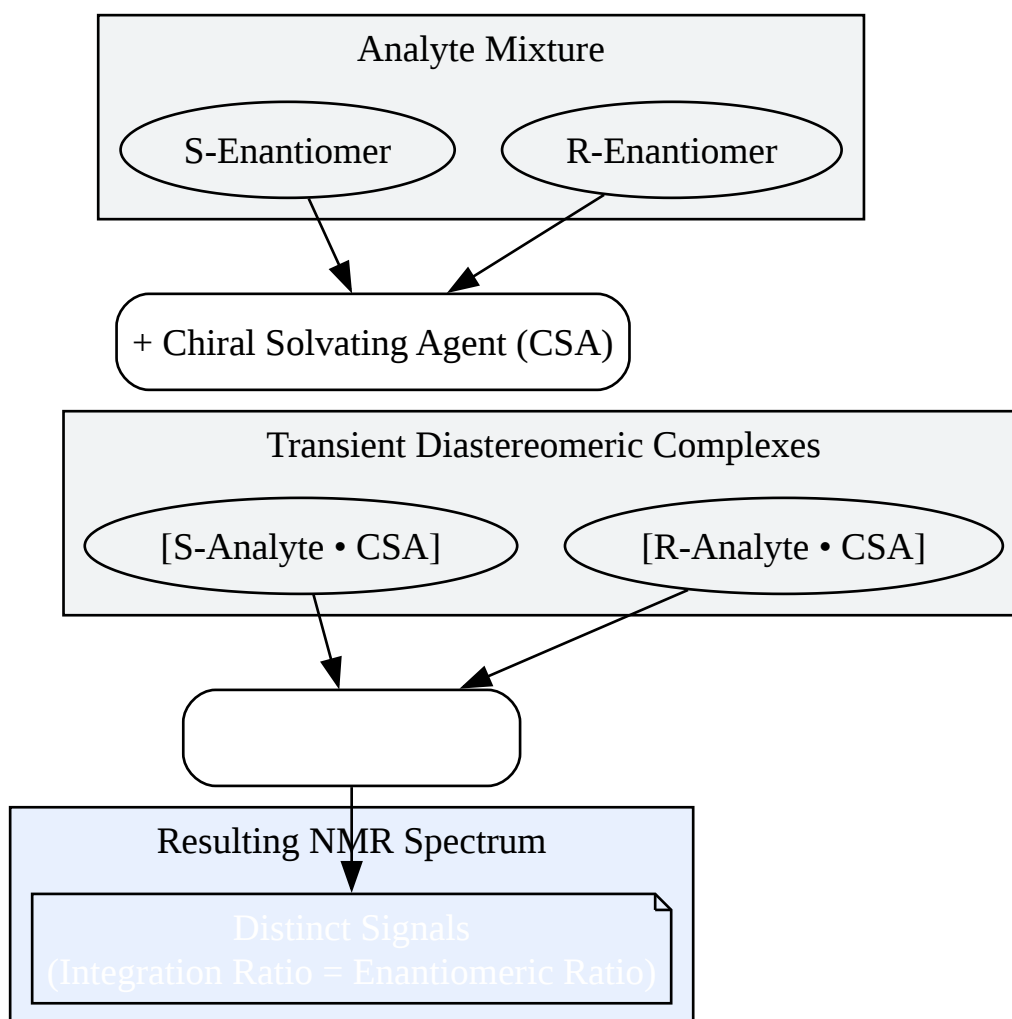 Analyte Mixture
S-Enantiomer
R-Enantiomer
+ Chiral Solvating Agent (CSA)
Transient Diastereomeric Complexes
[S-Analyte • CSA]
[R-Analyte • CSA]
Resulting NMR Spectrum
Distinct Signals
(Integration Ratio = Enantiomeric Ratio)